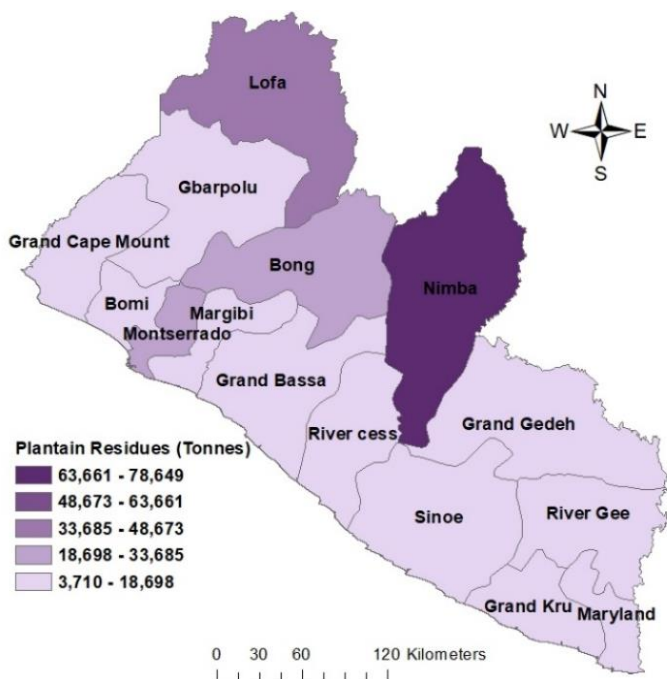 Lofa
N
W E
S
Gbarpolu
Grand Cape Mount
Bong
Nimba
Bomi
Margibi
Montserrado
Grand Bassa
River cess
Grand Gedeh
Sinoe
River Gee
Grand Kru
Maryland
Plantain Residues (Tonnes)
63,661 - 78,649
48,673 - 63,661
33,685 - 48,673
18,698 - 33,685
3,710 - 18,698
0 30 60 120 Kilometers